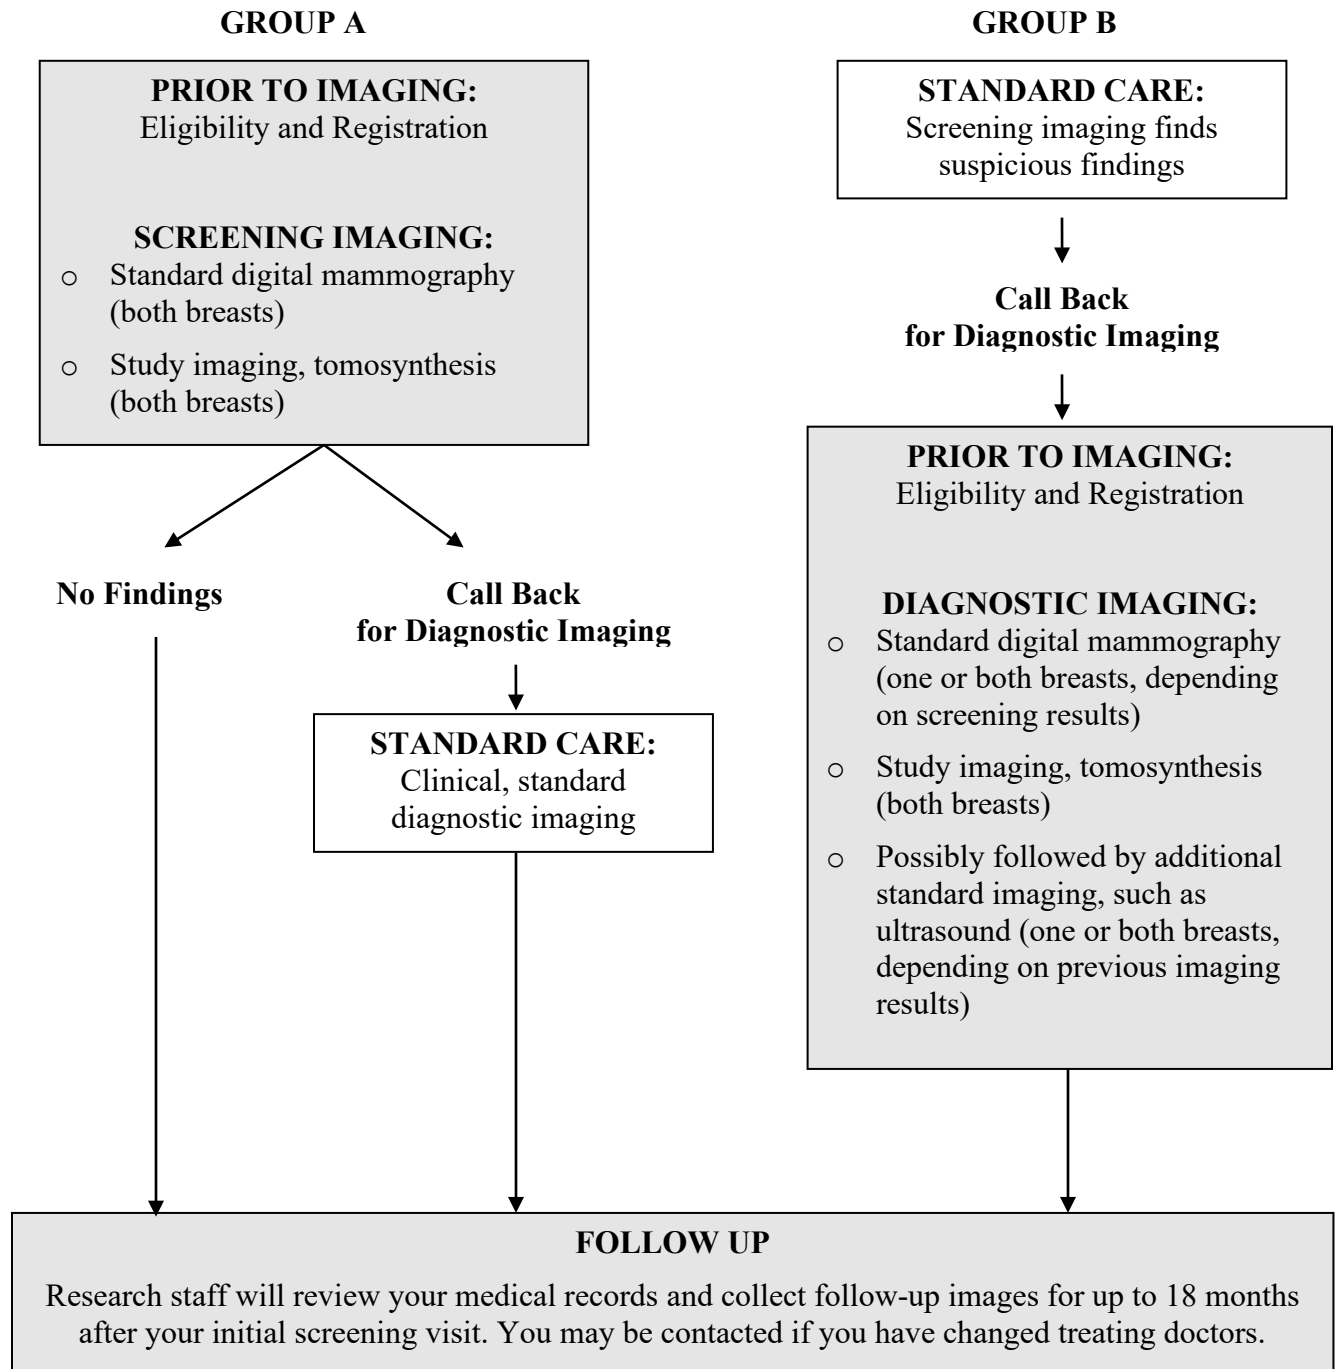 GROUP A
PRIOR TO IMAGING:
Eligibility and Registration
SCREENING IMAGING:
o Standard digital mammography
(both breasts)
o Study imaging, tomosynthesis
(both breasts)
No Findings
Call Back
for Diagnostic Imaging
STANDARD CARE:
Clinical, standard
diagnostic imaging
GROUP B
STANDARD CARE:
Screening imaging finds
suspicious findings
Call Back
for Diagnostic Imaging
PRIOR TO IMAGING:
Eligibility and Registration
DIAGNOSTIC IMAGING:
o Standard digital mammography
(one or both breasts, depending
on screening results)
o Study imaging, tomosynthesis
(both breasts)
o Possibly followed by additional
standard imaging, such as
ultrasound (one or both breasts,
depending on previous imaging
results)
FOLLOW UP
Research staff will review your medical records and collect follow-up images for up to 18 months
after your initial screening visit. You may be contacted if you have changed treating doctors.